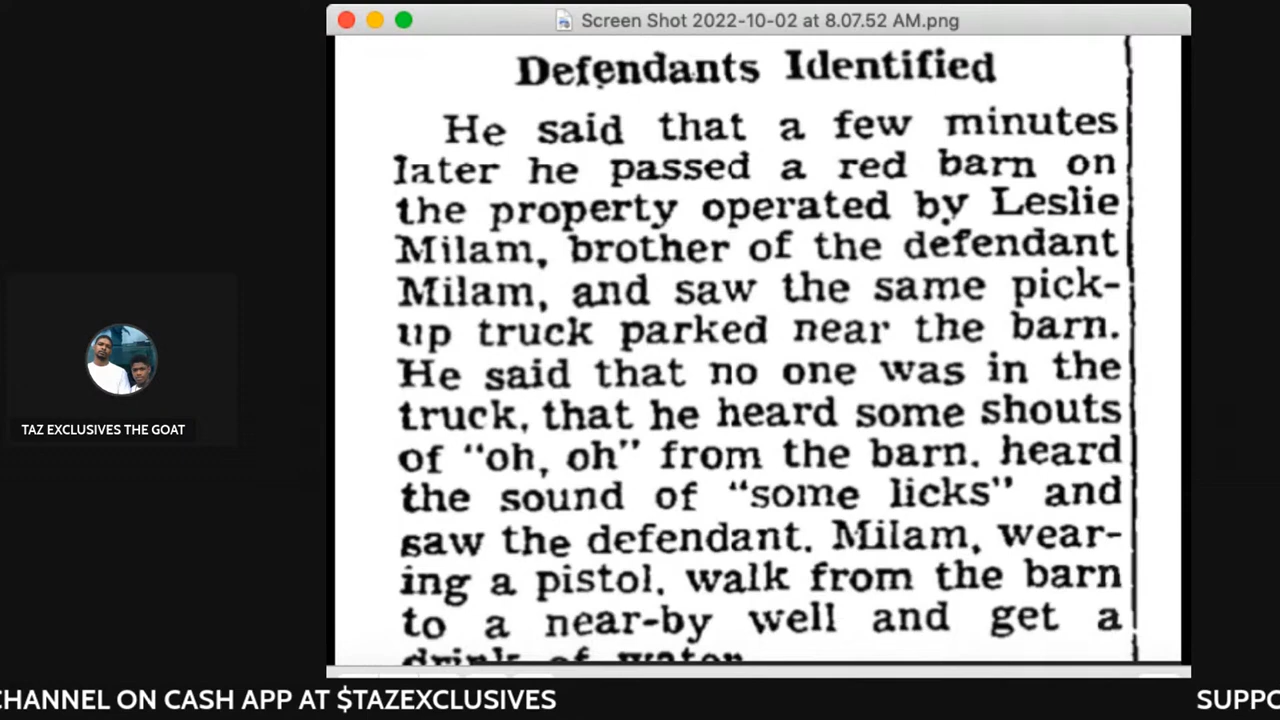 Screen Shot 2022-10-02 at 8.07.52 AM.png
Defendants Identified
He said that a few minutes
later he passed a red barn on
the property operated by Leslie
Milam, brother of the defendant
Milam, and saw the same pick-
up truck parked near the barn.
He said that no one was in the
truck, that he heard some shouts
of "oh, oh" from the barn, heard
the sound of "some licks" and
saw the defendant, Milam, wear-
ing a pistol, walk from the barn
to a near-by well and get a
drink of water
TAZ EXCLUSIVES THE GOAT
CHANNEL ON CASH APP AT $TAZEXCLUSIVES SUPPO